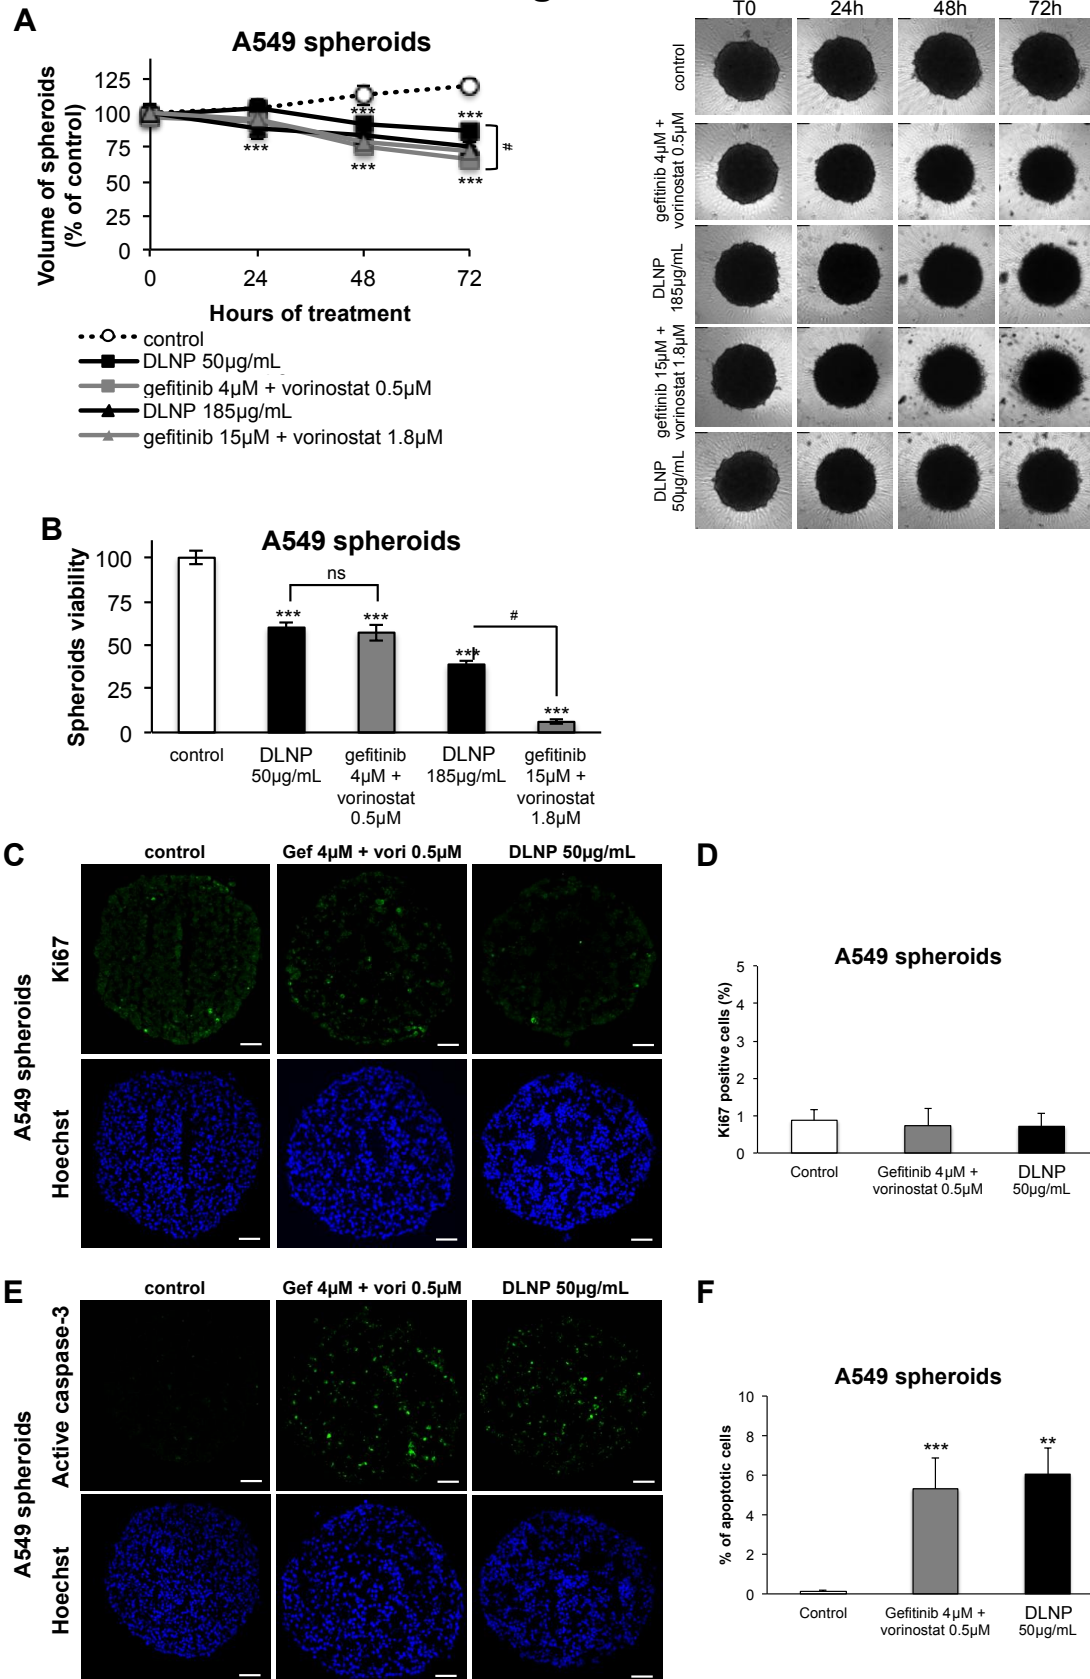 A
A549 spheroids
Volume of spheroids
(% of control)
125
100
75
50
25
0
***
***
***
***
***
#
0
24
48
72
Hours of treatment
control
DLNP 50µg/mL
gefitinib 4µM + vorinostat 0.5µM
DLNP 185µg/mL
gefitinib 15µM + vorinostat 1.8µM
T0
24h
48h
72h
control
gefitinib 4µM +
vorinostat 0.5µM
DLNP
185µg/mL
gefitinib 15µM +
vorinostat 1.8µM
DLNP
50µg/mL
B
A549 spheroids
Spheroids viability
100
75
50
25
0
ns
#
***
***
***
***
control
DLNP
50µg/mL
gefitinib
4µM +
vorinostat
0.5µM
DLNP
185µg/mL
gefitinib
15µM +
vorinostat
1.8µM
C
control
Gef 4µM + vori 0.5µM
DLNP 50µg/mL
A549 spheroids
Ki67
Hoechst
D
A549 spheroids
Ki67 positive cells (%)
5
4
3
2
1
0
Control
Gefitinib 4µM +
vorinostat 0.5µM
DLNP
50µg/mL
E
control
Gef 4µM + vori 0.5µM
DLNP 50µg/mL
A549 spheroids
Active caspase-3
Hoechst
F
A549 spheroids
% of apoptotic cells
10
8
6
4
2
0
***
**
Control
Gefitinib 4µM +
vorinostat 0.5µM
DLNP
50µg/mL